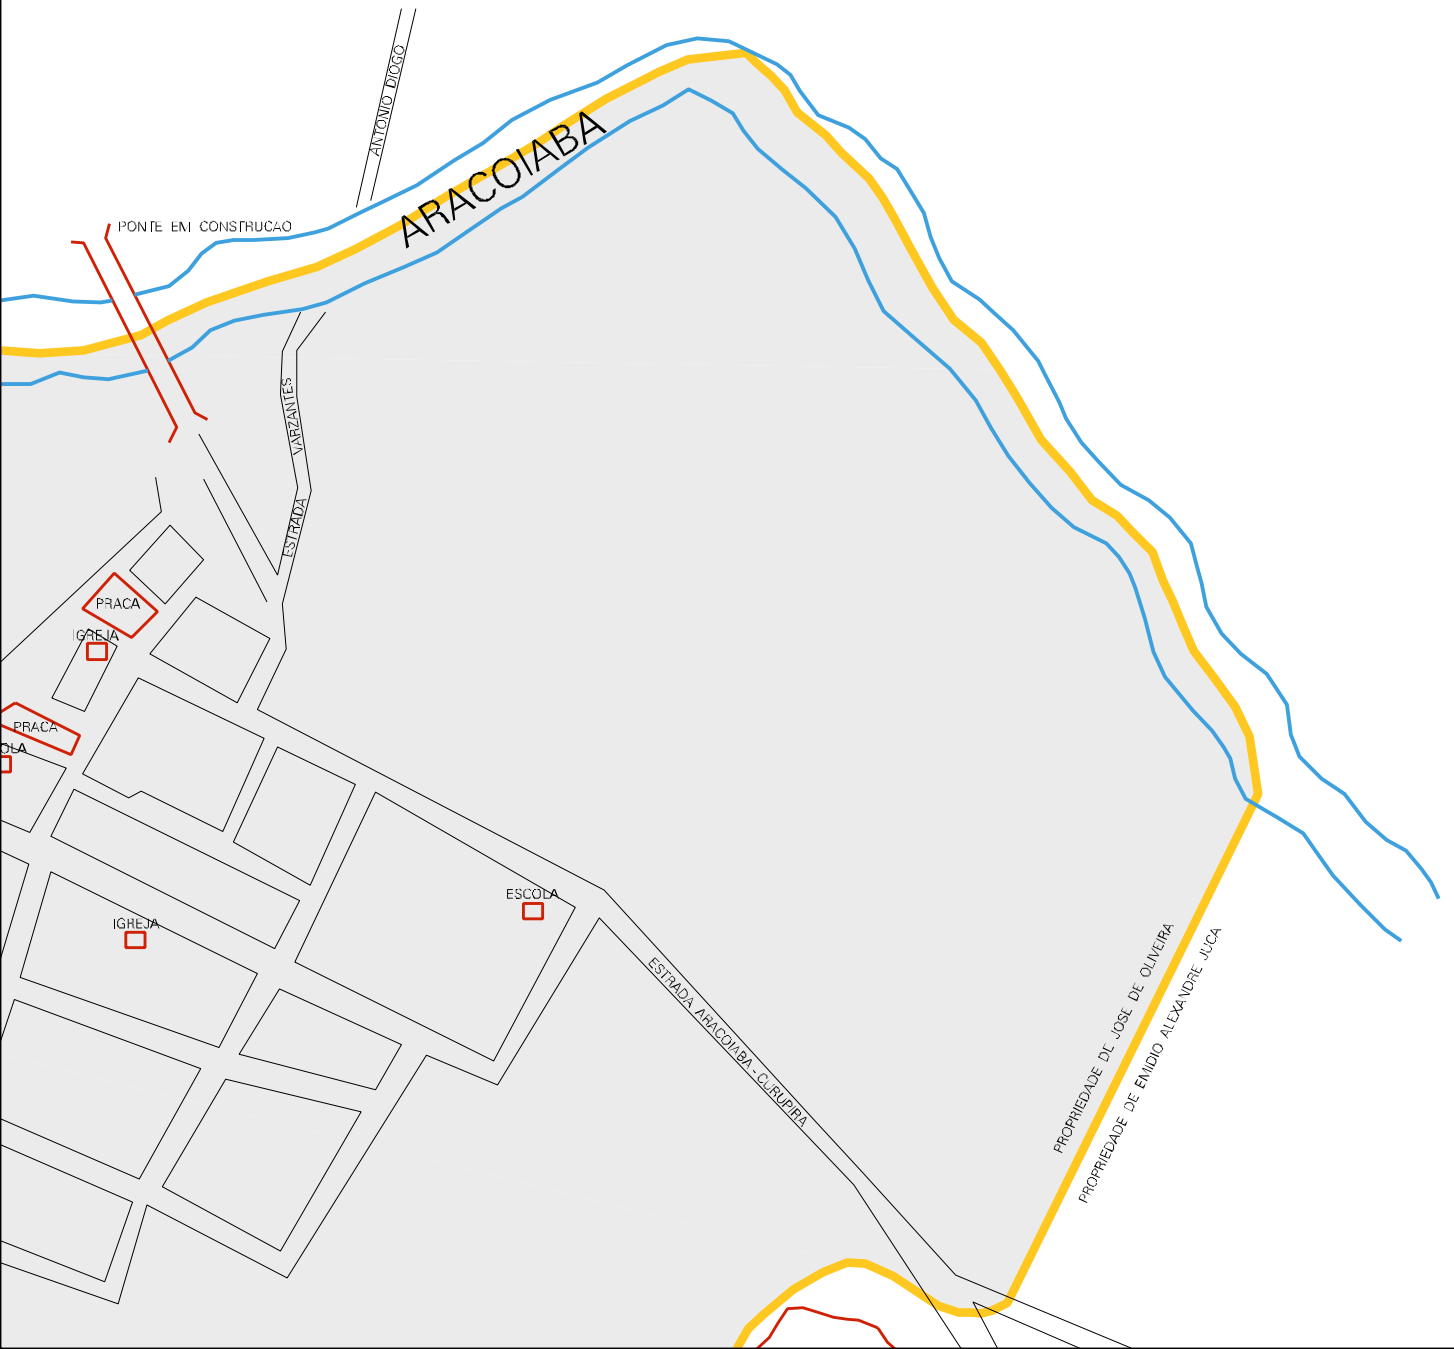 ANTONIO DIOGO
ARACOIABA
PONTE EM CONSTRUCAO
ESTRADA VARZANTES
PRACA
IGREJA
PRACA
OLA
ESCOLA
IGREJA
ESTRADA ARACOIABA - CURUPIRA
PROPRIEDADE DE JOSE DE OLIVEIRA
PROPRIEDADE DE EMIDIO ALEXANDRE JUCA